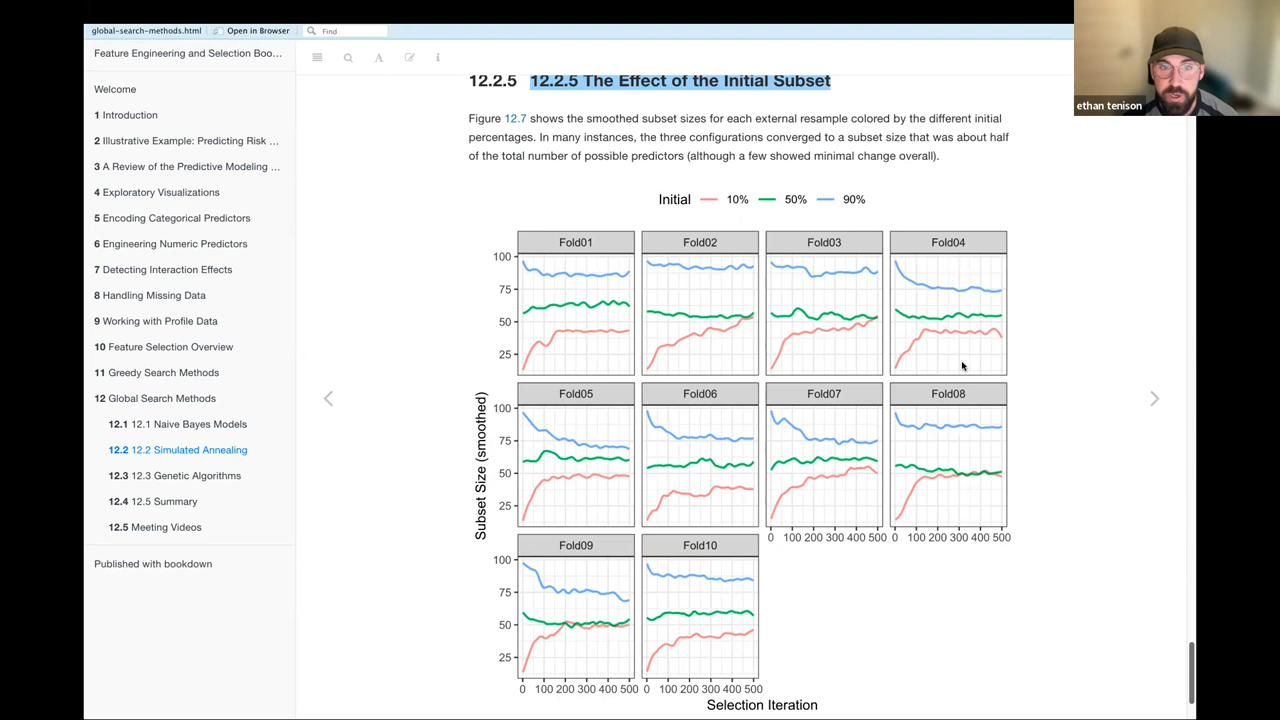 global-search-methods.html Open in Browser Find
Feature Engineering and Selection Boo...
Welcome
1 Introduction
2 Illustrative Example: Predicting Risk ...
3 A Review of the Predictive Modeling ...
4 Exploratory Visualizations
5 Encoding Categorical Predictors
6 Engineering Numeric Predictors
7 Detecting Interaction Effects
8 Handling Missing Data
9 Working with Profile Data
10 Feature Selection Overview
11 Greedy Search Methods
12 Global Search Methods
12.1 12.1 Naive Bayes Models
12.2 12.2 Simulated Annealing
12.3 12.3 Genetic Algorithms
12.4 12.5 Summary
12.5 Meeting Videos
Published with bookdown
A
i
12.2.5 12.2.5 The Effect of the Initial Subset
Figure 12.7 shows the smoothed subset sizes for each external resample colored by the different initial
percentages. In many instances, the three configurations converged to a subset size that was about half
of the total number of possible predictors (although a few showed minimal change overall).
Initial 10% 50% 90%
Fold01 Fold02 Fold03 Fold04
100
75
50
25
Fold05 Fold06 Fold07 Fold08
100
75
50
25
0 100 200 300 400 500 0 100 200 300 400 500
Fold09 Fold10
100
75
50
25
0 100 200 300 400 500 0 100 200 300 400 500
Subset Size (smoothed)
Selection Iteration
ethan tenison